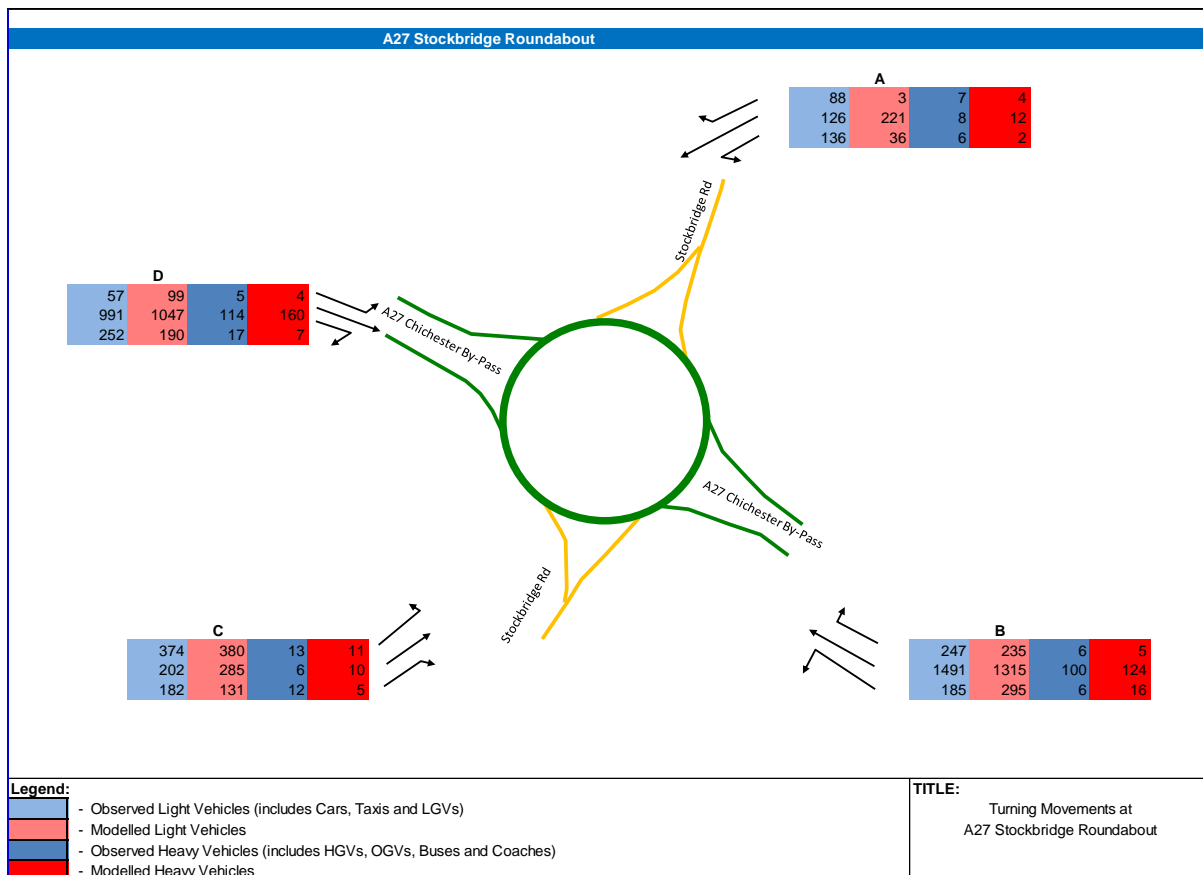 A27 Stockbridge Roundabout
A
88 3 7 4
126 221 8 12
136 36 6 2
Stockbridge Rd
D
57 99 5 4
991 1047 114 160
252 190 17 7
A27 Chichester By-Pass
A27 Chichester By-Pass
Stockbridge Rd
C
374 380 13 11
202 285 6 10
182 131 12 5
B
247 235 6 5
1491 1315 100 124
185 295 6 16
Legend:
- Observed Light Vehicles (includes Cars, Taxis and LGVs)
- Modelled Light Vehicles
- Observed Heavy Vehicles (includes HGVs, OGVs, Buses and Coaches)
- Modelled Heavy Vehicles
TITLE:
Turning Movements at
A27 Stockbridge Roundabout